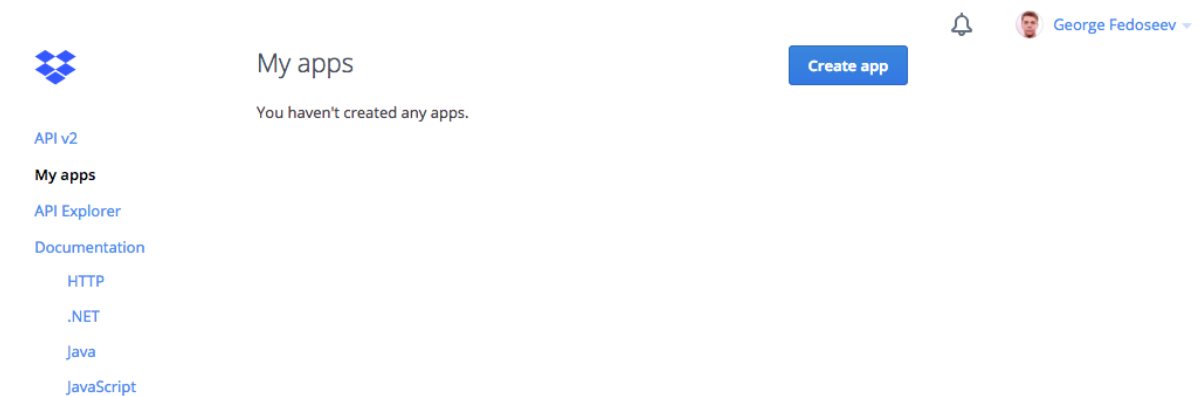 George Fedoseev
My apps
Create app
You haven't created any apps.
API v2
My apps
API Explorer
Documentation
HTTP
.NET
Java
JavaScript